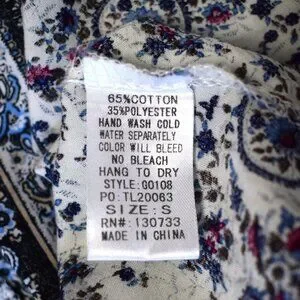 65%COTTON
35%POLYESTER
HAND WASH COLD
WATER SEPARATELY
COLOR WILL BLEED
NO BLEACH
HANG TO DRY
STYLE:G0108
PO:TL20063
SIZE:S
RN#:130733
MADE IN CHINA